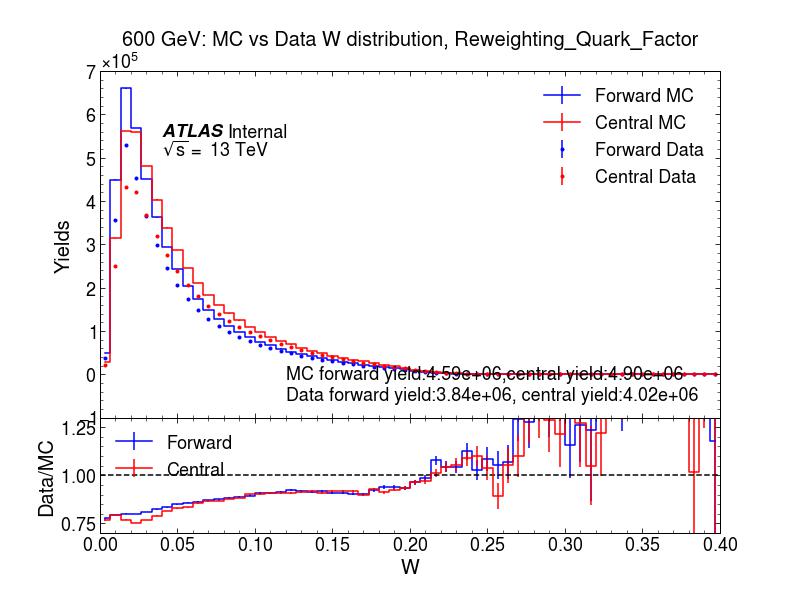 600 GeV: MC vs Data W distribution, Reweighting_Quark_Factor
×10⁵
7
6
5
4
3
2
1
0
−1
Yields
ATLAS Internal
√s = 13 TeV
Forward MC
Central MC
Forward Data
Central Data
MC forward yield:4.59e+06,central yield:4.90e+06
Data forward yield:3.84e+06, central yield:4.02e+06
1.25
1.00
0.75
Data/MC
Forward
Central
0.00 0.05 0.10 0.15 0.20 0.25 0.30 0.35 0.40
W